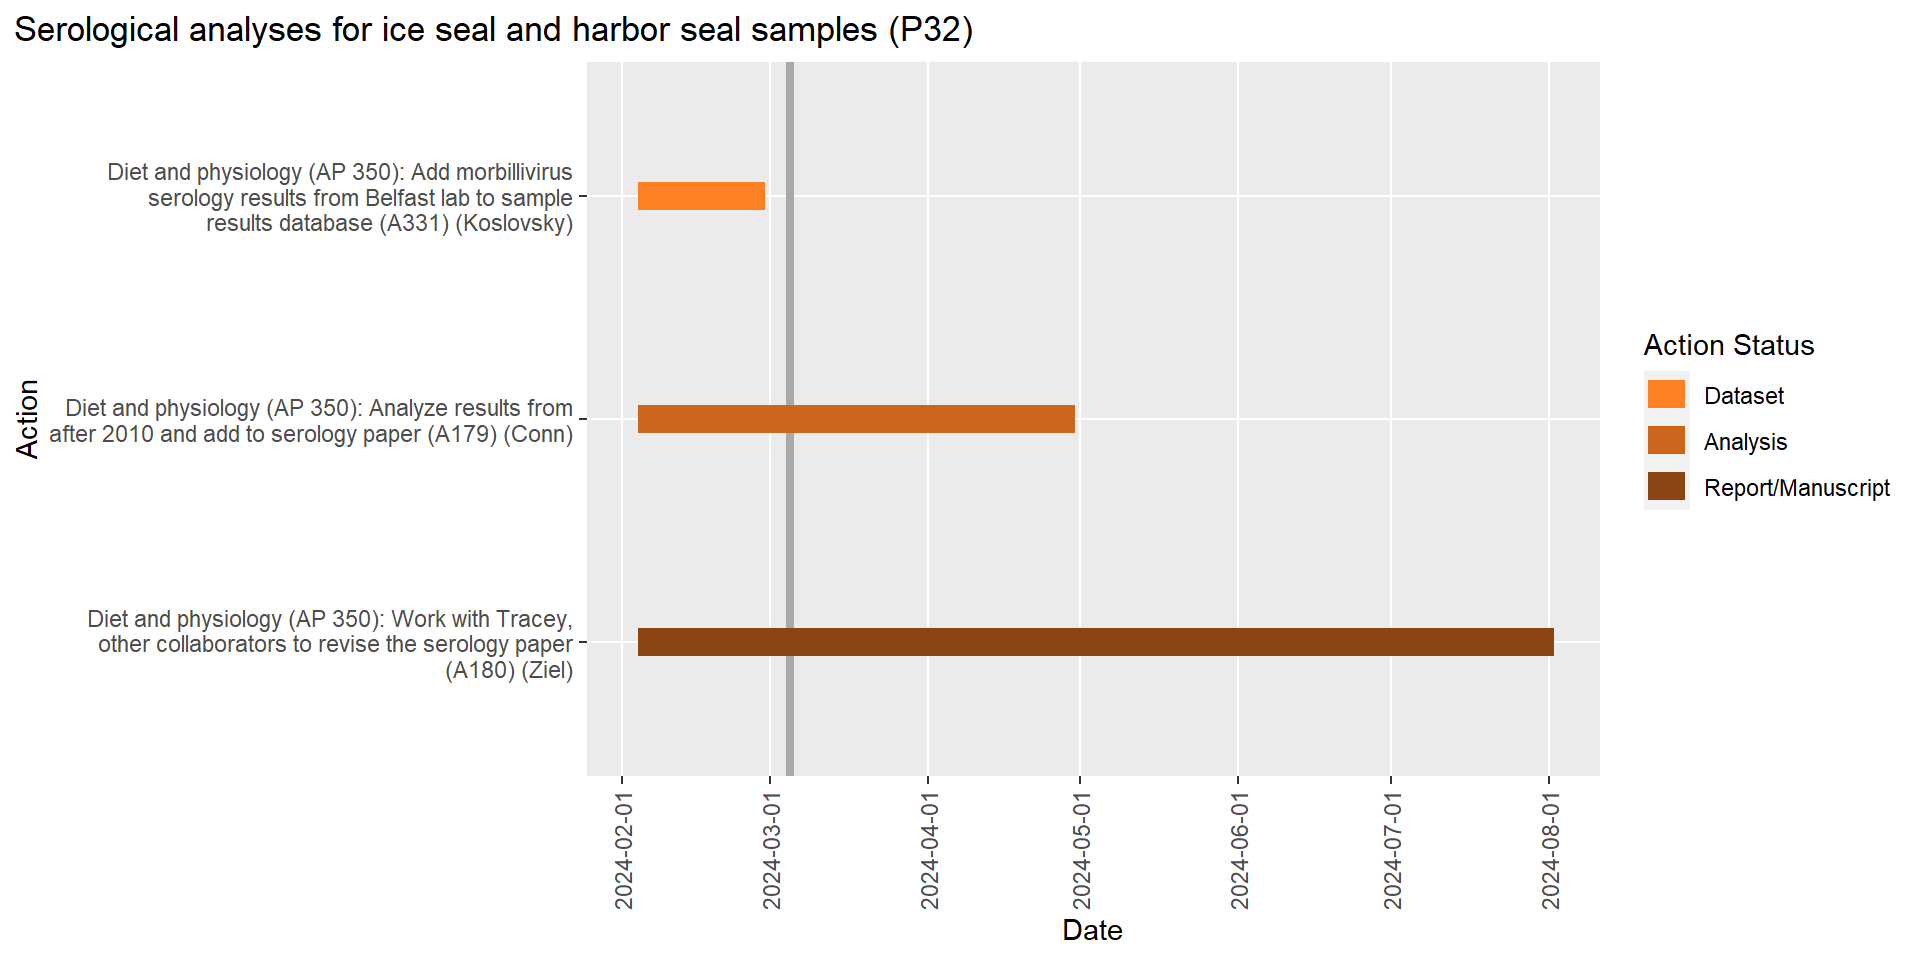 Serological analyses for ice seal and harbor seal samples (P32)
Action
Diet and physiology (AP 350): Add morbillivirus
serology results from Belfast lab to sample
results database (A331) (Koslovsky)
Diet and physiology (AP 350): Analyze results from
after 2010 and add to serology paper (A179) (Conn)
Diet and physiology (AP 350): Work with Tracey,
other collaborators to revise the serology paper
(A180) (Ziel)
2024-02-01
2024-03-01
2024-04-01
2024-05-01
2024-06-01
2024-07-01
2024-08-01
Date
Action Status
Dataset
Analysis
Report/Manuscript